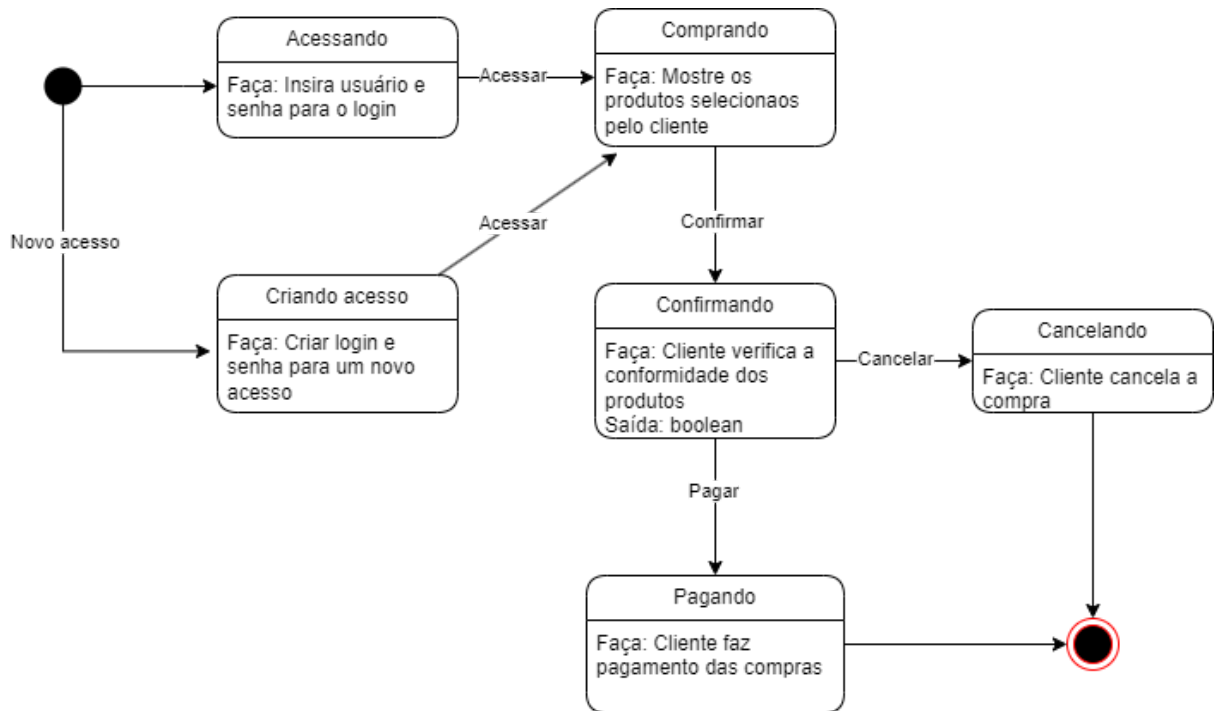 Acessando
Faça: Insira usuário e
senha para o login
Acessar
Comprando
Faça: Mostre os
produtos selecionaos
pelo cliente
Novo acesso
Acessar
Confirmar
Criando acesso
Faça: Criar login e
senha para um novo
acesso
Confirmando
Faça: Cliente verifica a
conformidade dos
produtos
Saída: boolean
Cancelar
Cancelando
Faça: Cliente cancela a
compra
Pagar
Pagando
Faça: Cliente faz
pagamento das compras